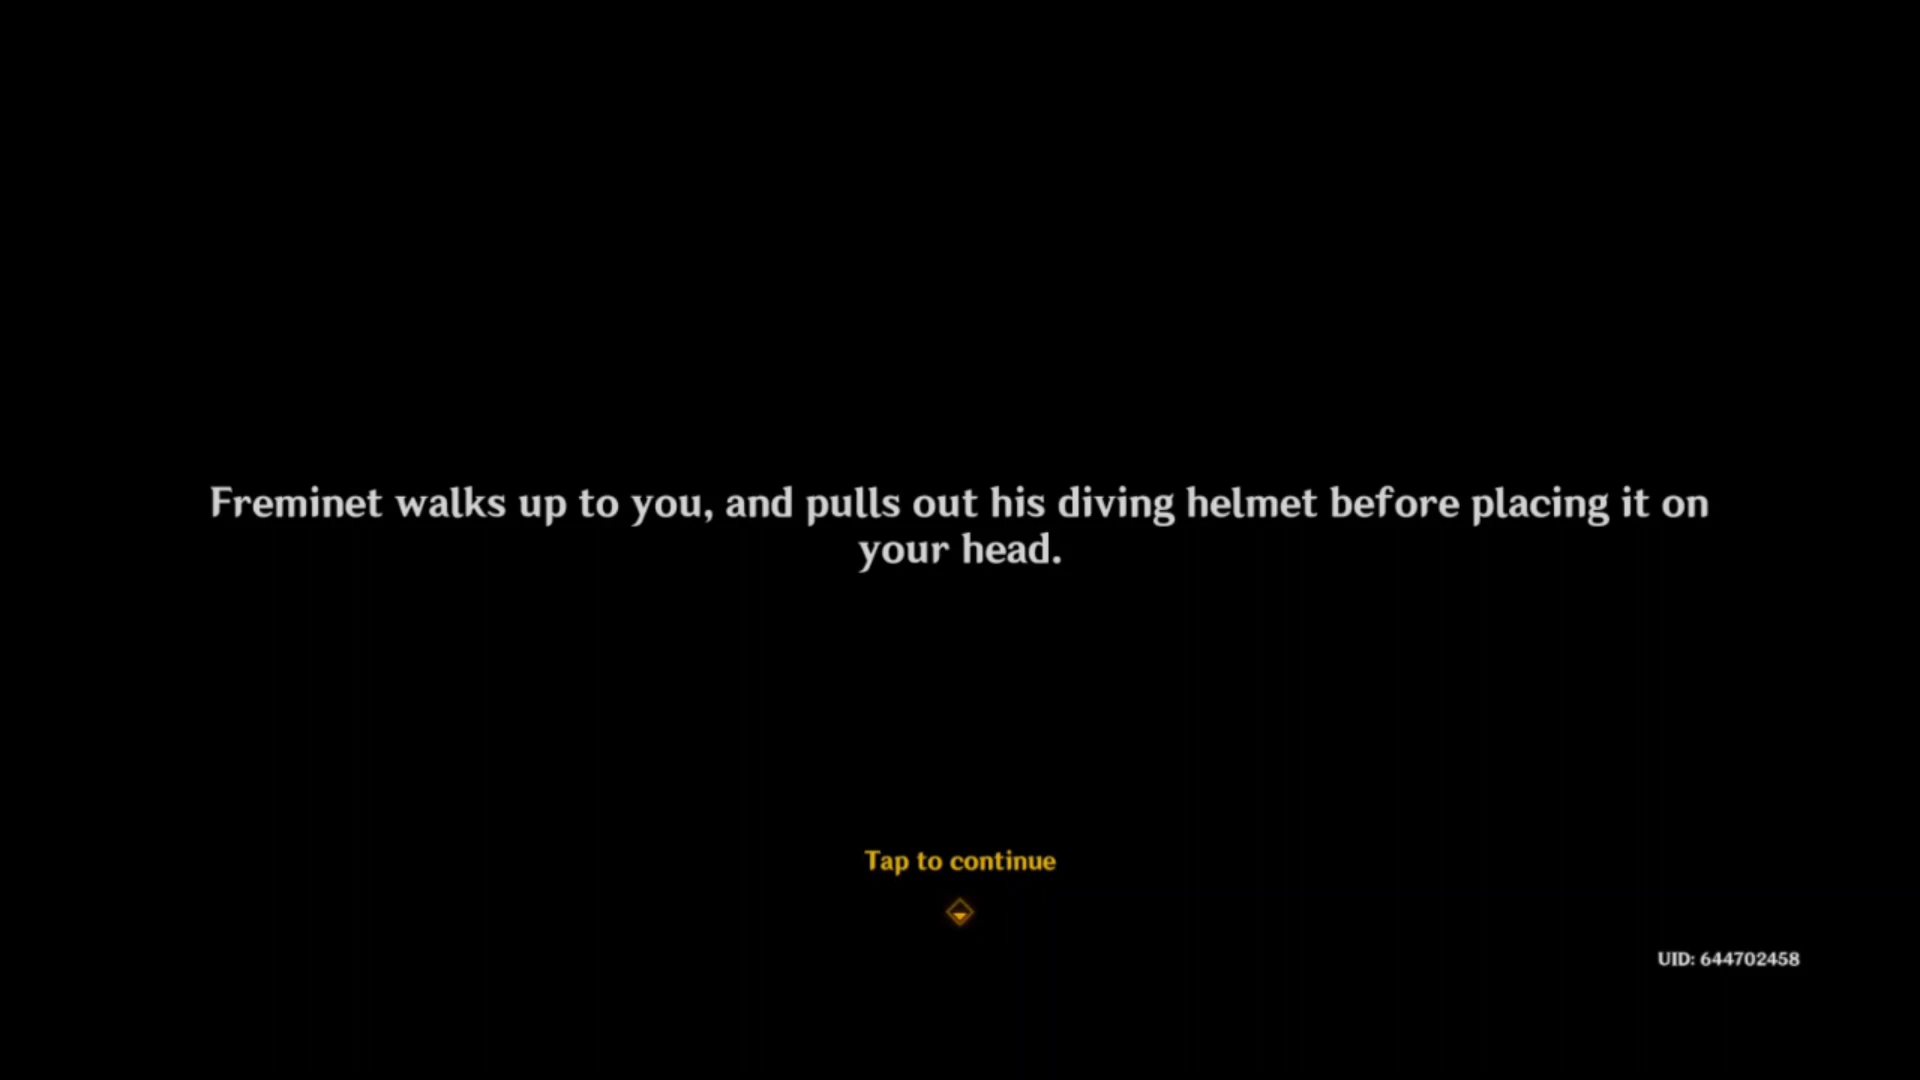 Freminet walks up to you, and pulls out his diving helmet before placing it on
your head.
Tap to continue
UID: 644702458